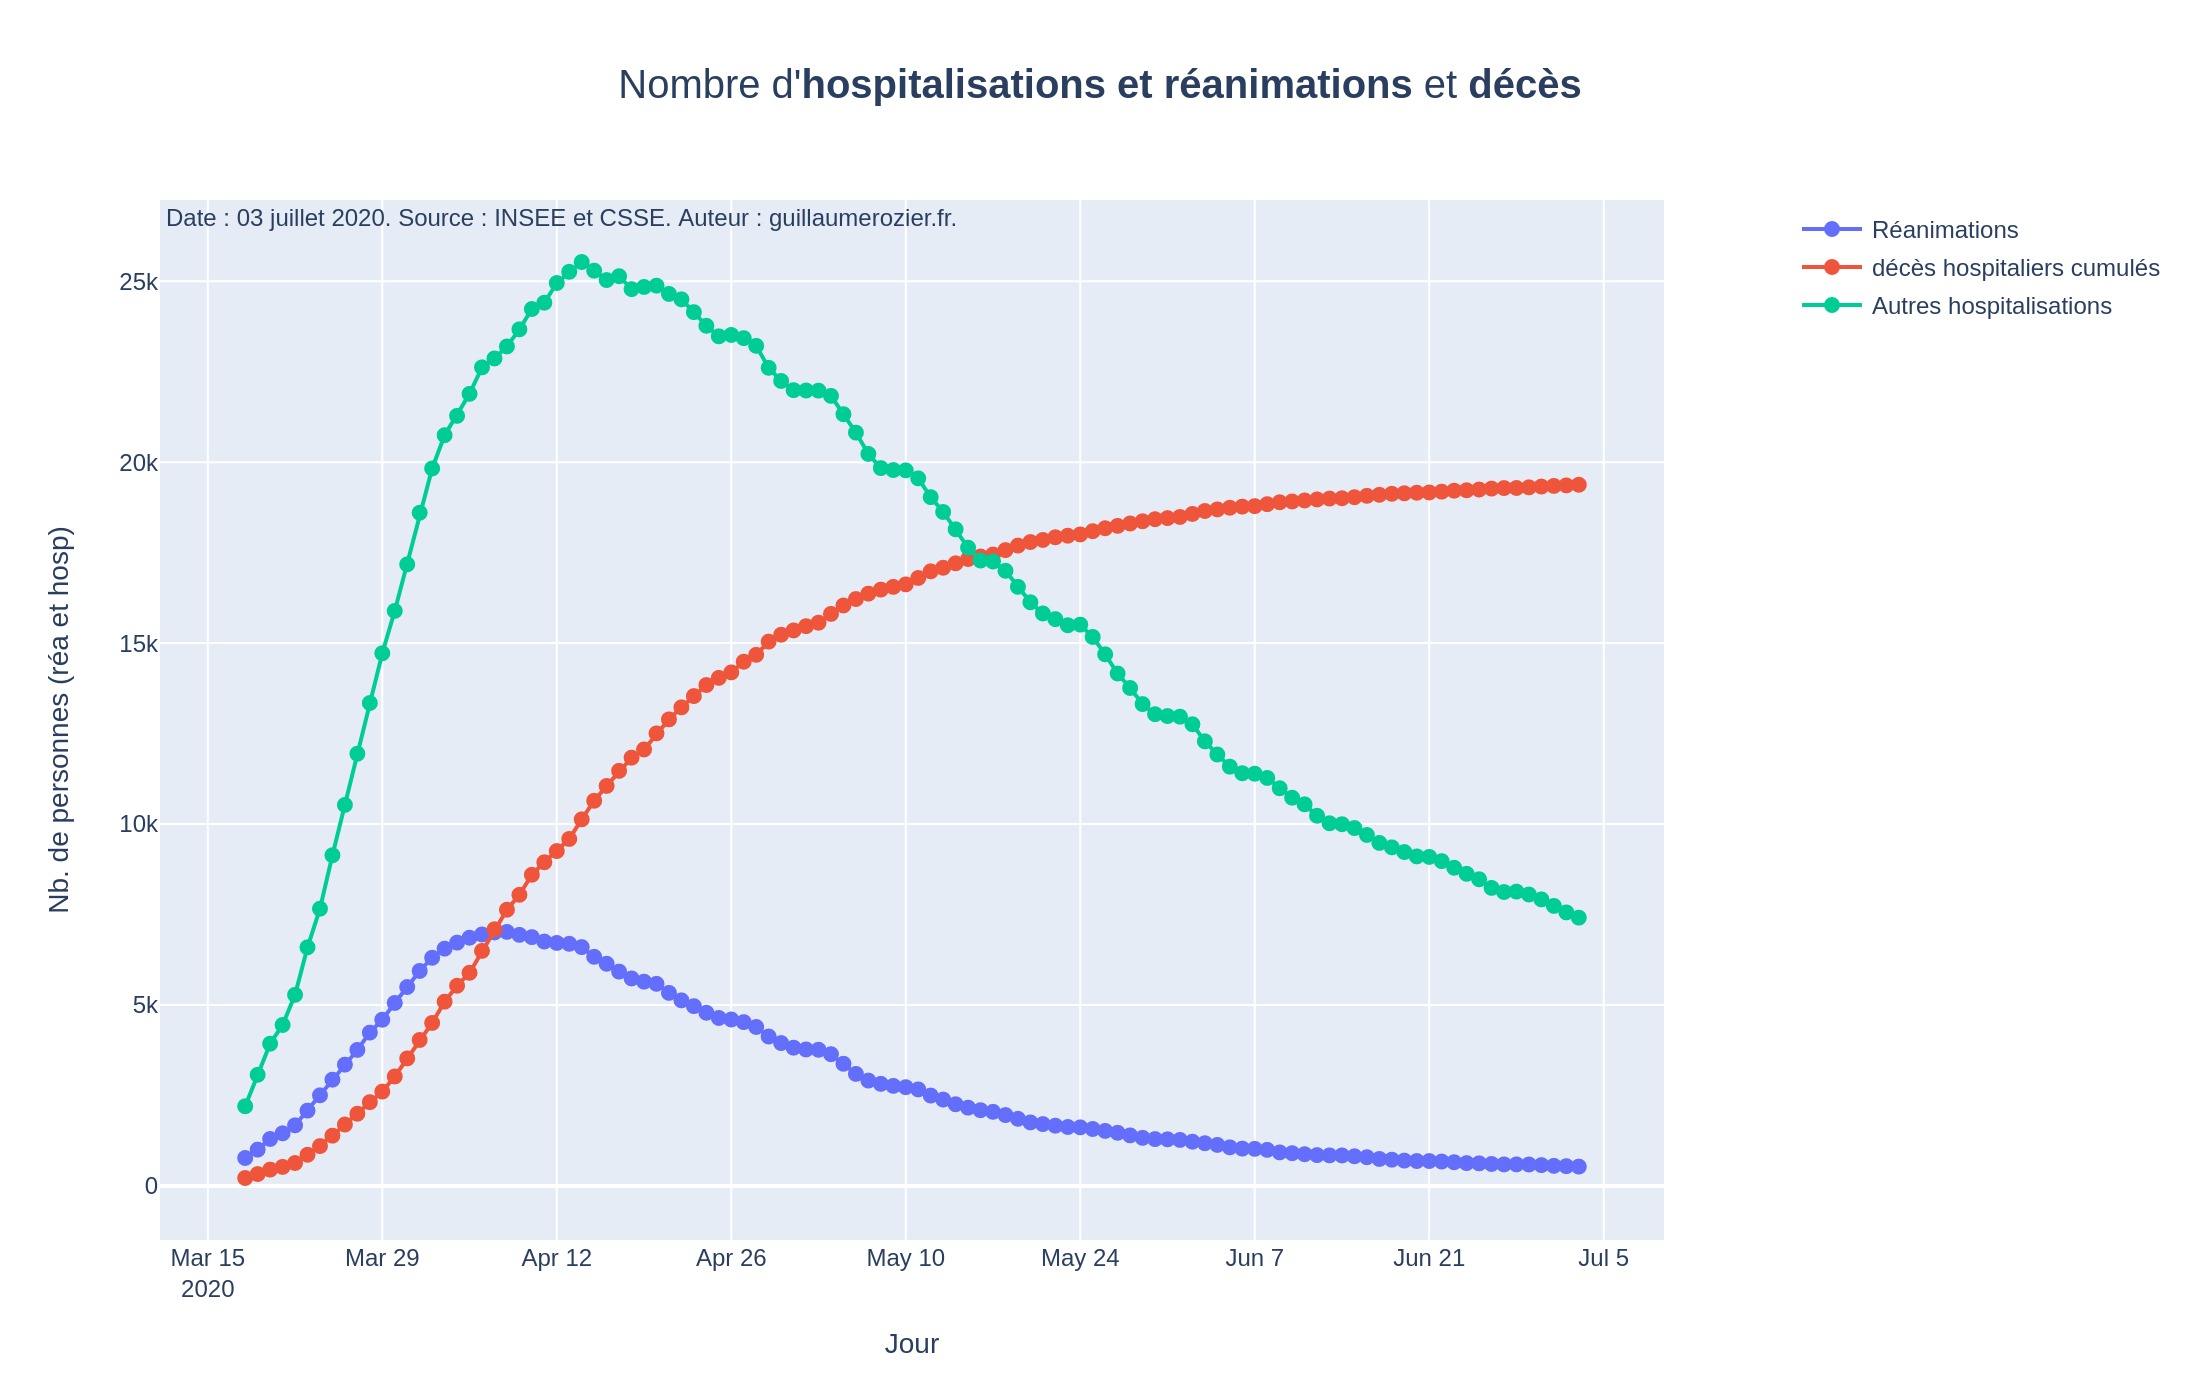 Nombre d'hospitalisations et réanimations et décès
Date : 03 juillet 2020. Source : INSEE et CSSE. Auteur : guillaumerozier.fr.
Réanimations
décès hospitaliers cumulés
Autres hospitalisations
Nb. de personnes (réa et hosp)
25k
20k
15k
10k
5k
0
Mar 15
2020
Mar 29
Apr 12
Apr 26
May 10
May 24
Jun 7
Jun 21
Jul 5
Jour